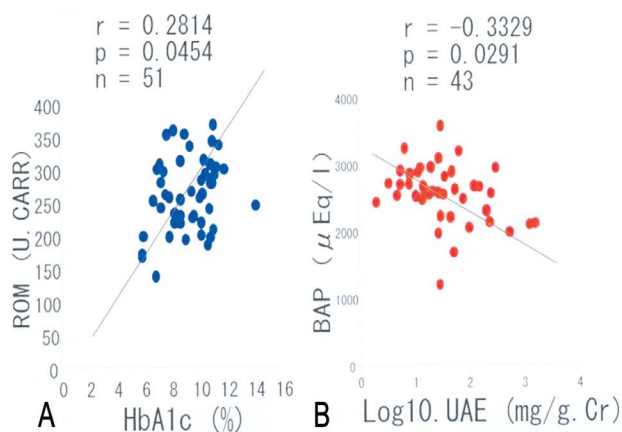 r = 0.2814
p = 0.0454
n = 51
400
350
300
250
200
150
100
50
0
ROM (U. CARR)
0 2 4 6 8 10 12 14 16
HbA1c (%)
A
r = -0.3329
p = 0.0291
n = 43
4000
3000
2000
1000
0
BAP (μEq/l)
0 1 2 3 4
Log10.UAE (mg/g.Cr)
B